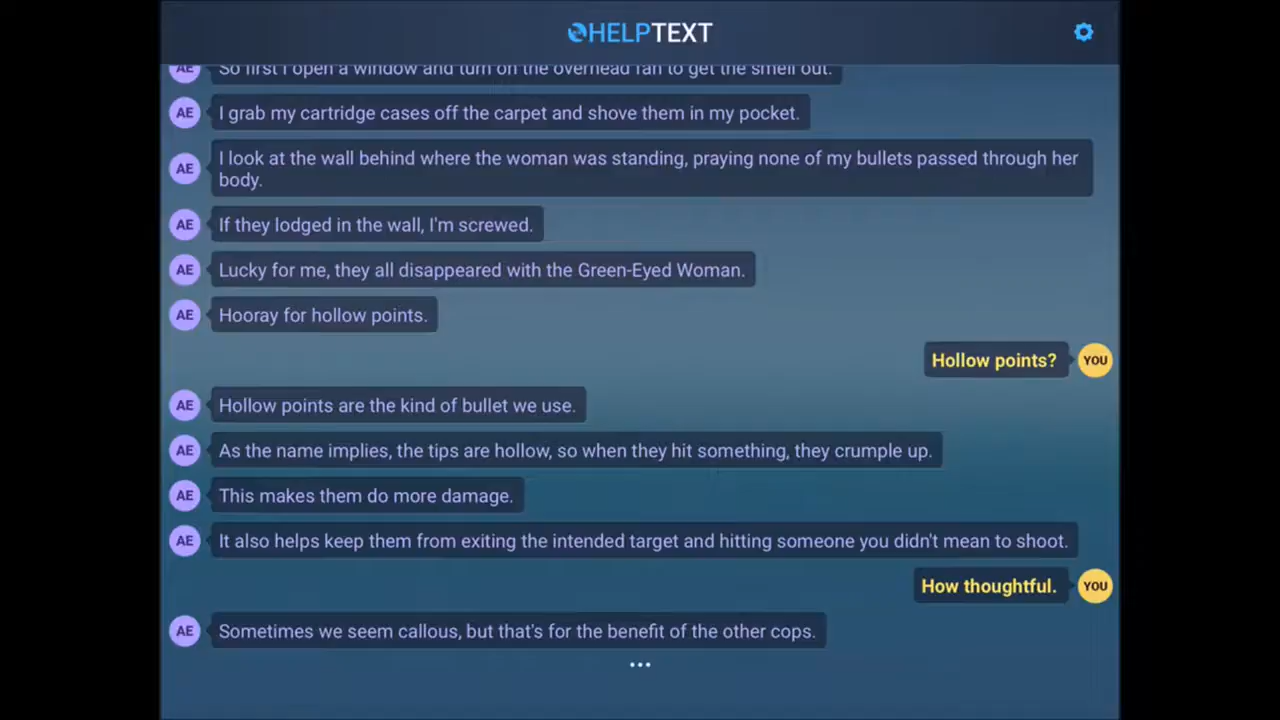 HELPTEXT
AE So first I open a window and turn on the overhead fan to get the smell out.
AE I grab my cartridge cases off the carpet and shove them in my pocket.
I look at the wall behind where the woman was standing, praying none of my bullets passed through her
AE body.
AE If they lodged in the wall, I'm screwed.
AE Lucky for me, they all disappeared with the Green-Eyed Woman.
AE Hooray for hollow points.
Hollow points? YOU
AE Hollow points are the kind of bullet we use.
AE As the name implies, the tips are hollow, so when they hit something, they crumple up.
AE This makes them do more damage.
AE It also helps keep them from exiting the intended target and hitting someone you didn't mean to shoot.
How thoughtful. YOU
AE Sometimes we seem callous, but that's for the benefit of the other cops.
...